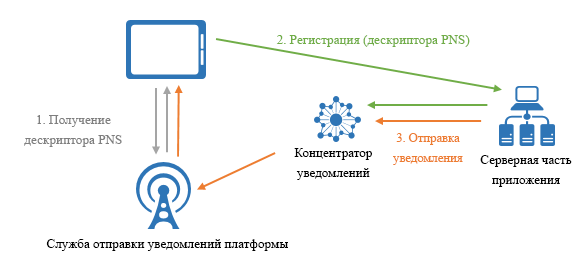 2. Регистрация (дескриптора PNS)
1. Получение
дескриптора PNS
3. Отправка
уведомления
Концентратор
уведомлений
Серверная часть
приложения
Служба отправки уведомлений платформы